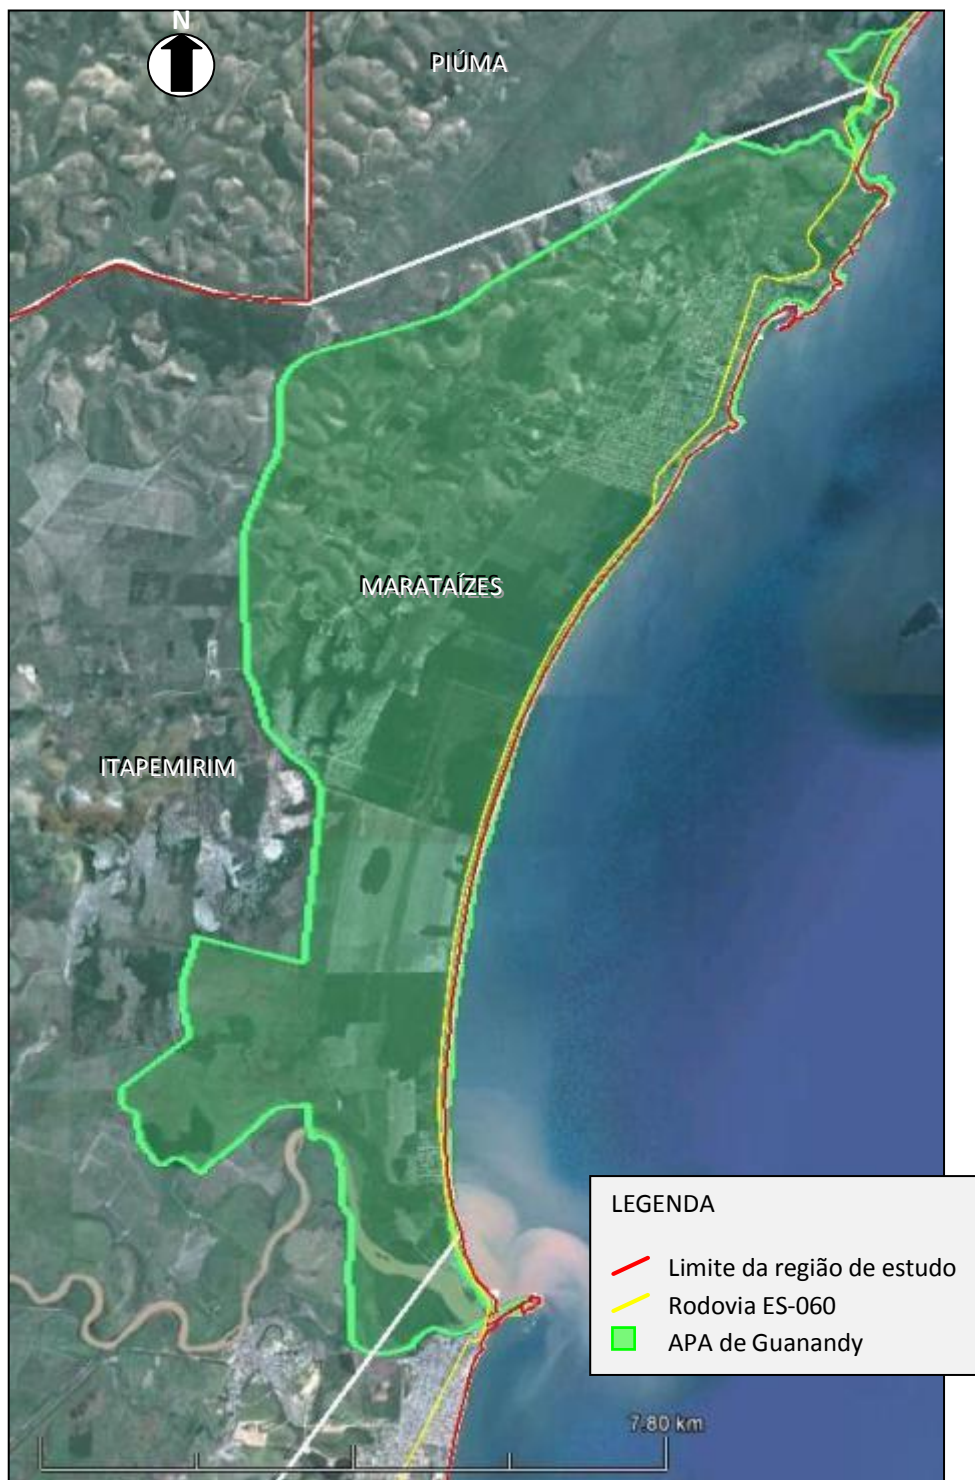 N
PIÚMA
MARATAÍZES
ITAPEMIRIM
LEGENDA
Limite da região de estudo
Rodovia ES-060
APA de Guanandy
7.80 km